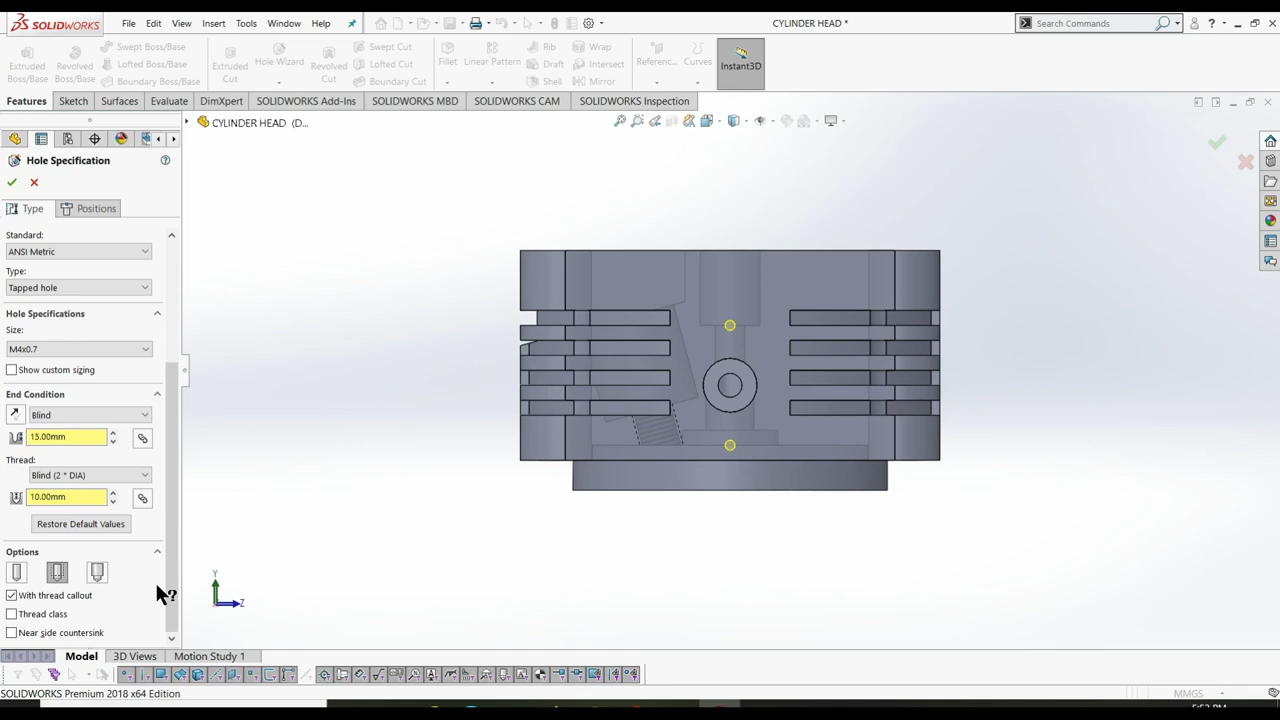 SOLIDWORKS File Edit View Insert Tools Window Help CYLINDER HEAD * Search Commands
Extruded Boss/Base Revolved Boss/Base Swept Boss/Base Lofted Boss/Base Boundary Boss/Base Extruded Cut Hole Wizard Revolved Cut Swept Cut Lofted Cut Boundary Cut Fillet Linear Pattern Rib Draft Shell Wrap Intersect Mirror Referenc... Curves Instant3D
Features Sketch Surfaces Evaluate DimXpert SOLIDWORKS Add-Ins SOLIDWORKS MBD SOLIDWORKS CAM SOLIDWORKS Inspection
CYLINDER HEAD (D...
Hole Specification
Type Positions
Standard:
ANSI Metric
Type:
Tapped hole
Hole Specifications
Size:
M4x0.7
Show custom sizing
End Condition
Blind
15.00mm
Thread:
Blind (2 * DIA)
10.00mm
Restore Default Values
Options
With thread callout
Thread class
Near side countersink
Y
Z
Model 3D Views Motion Study 1
SOLIDWORKS Premium 2018 x64 Edition MMGS